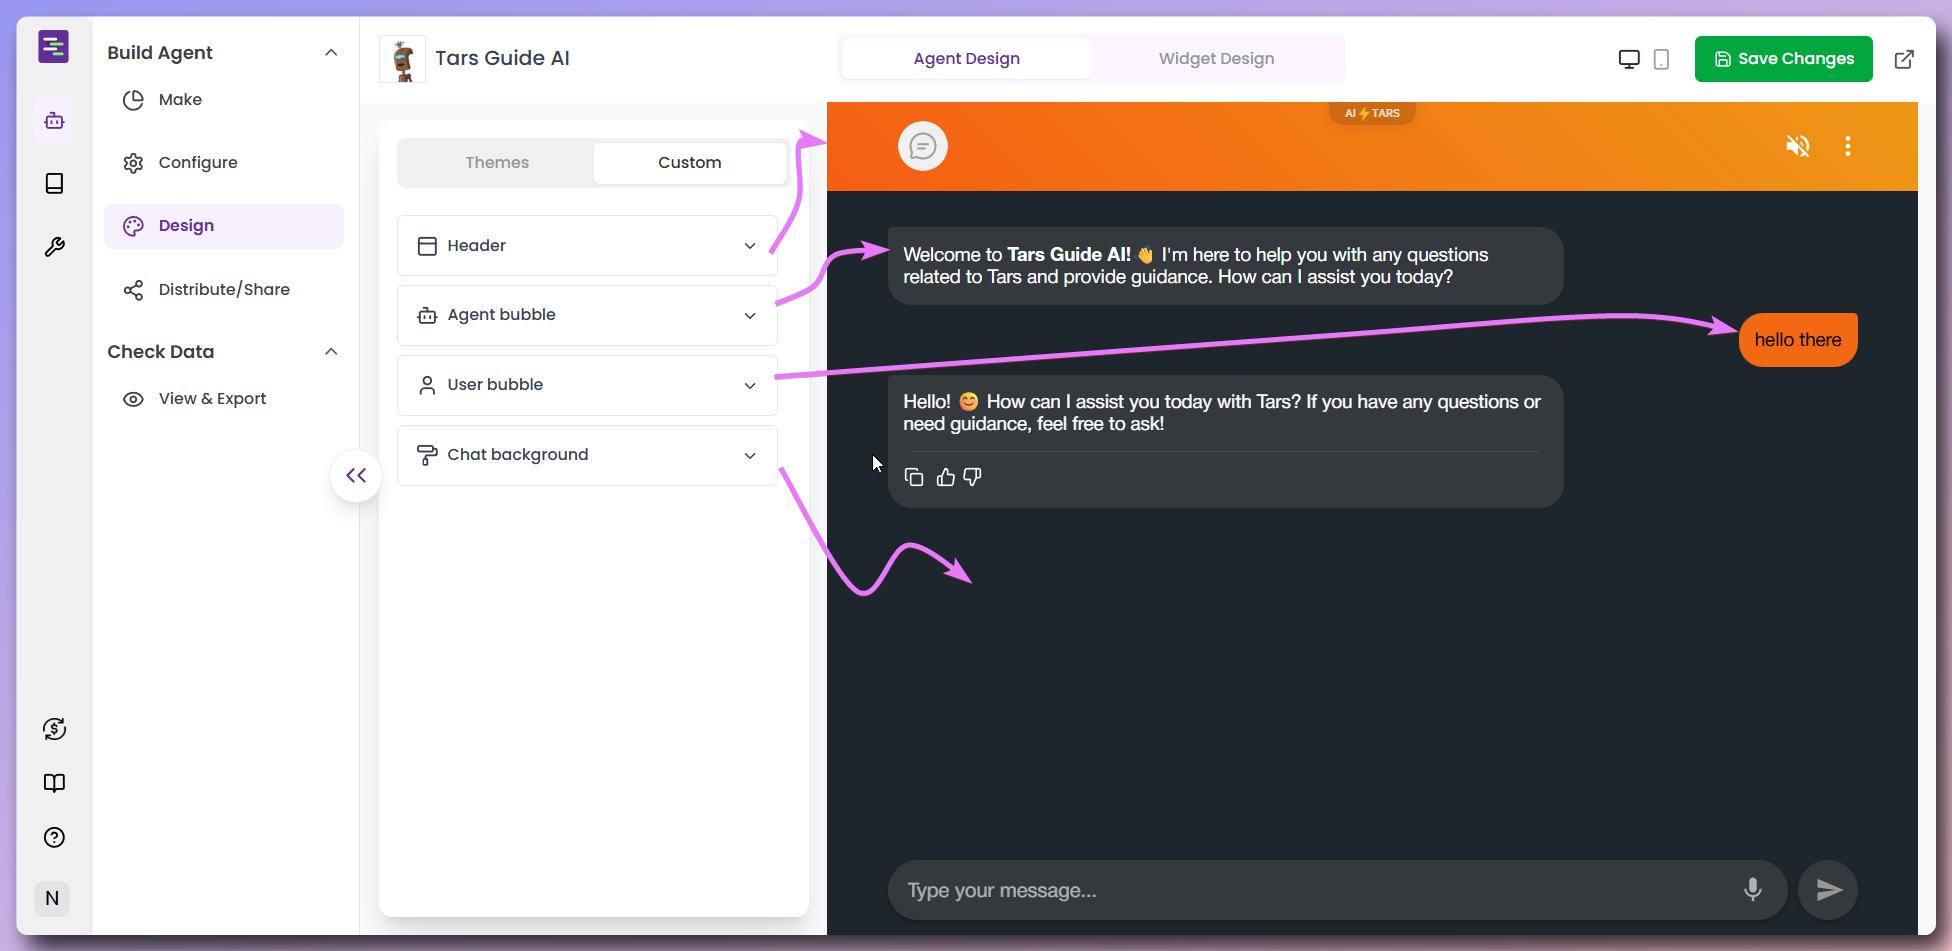 Build Agent
Make
Configure
Design
Distribute/Share
Check Data
View & Export
N
Tars Guide AI
Agent Design
Widget Design
Save Changes
Themes
Custom
Header
Agent bubble
User bubble
Chat background
AI⚡TARS
Welcome to Tars Guide AI! 👋 I'm here to help you with any questions
related to Tars and provide guidance. How can I assist you today?
hello there
Hello! 😊 How can I assist you today with Tars? If you have any questions or
need guidance, feel free to ask!
Type your message...